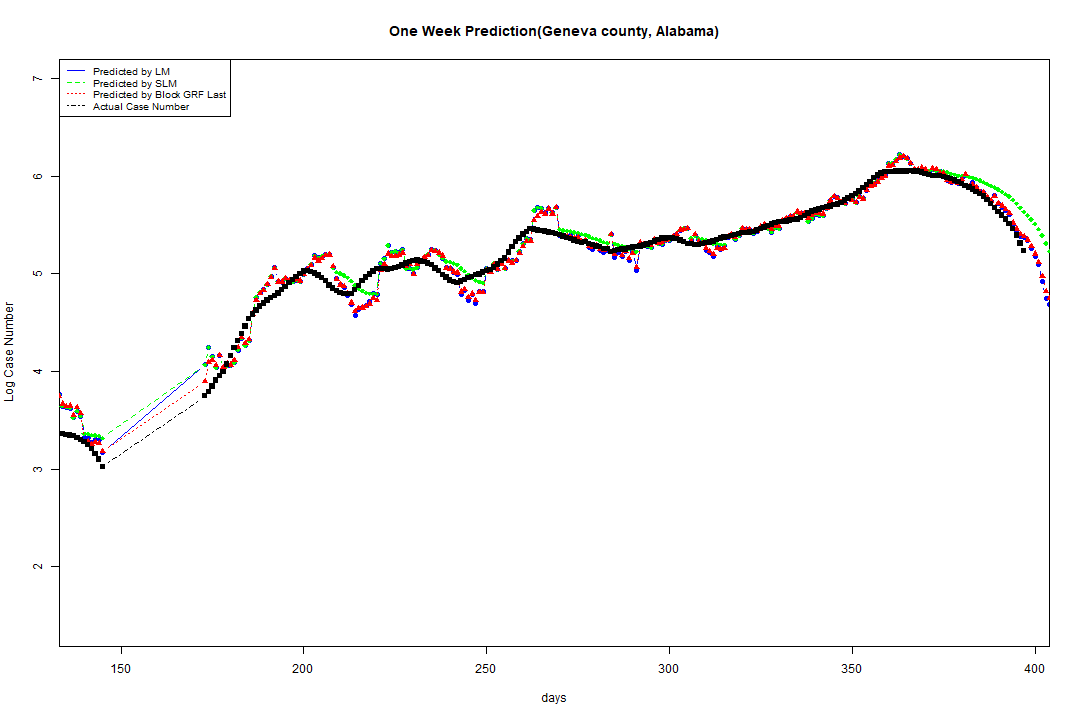 One Week Prediction(Geneva county, Alabama)
Predicted by LM
Predicted by SLM
Predicted by Block GRF Last
Actual Case Number
7
6
5
4
3
2
Log Case Number
150 200 250 300 350 400
days